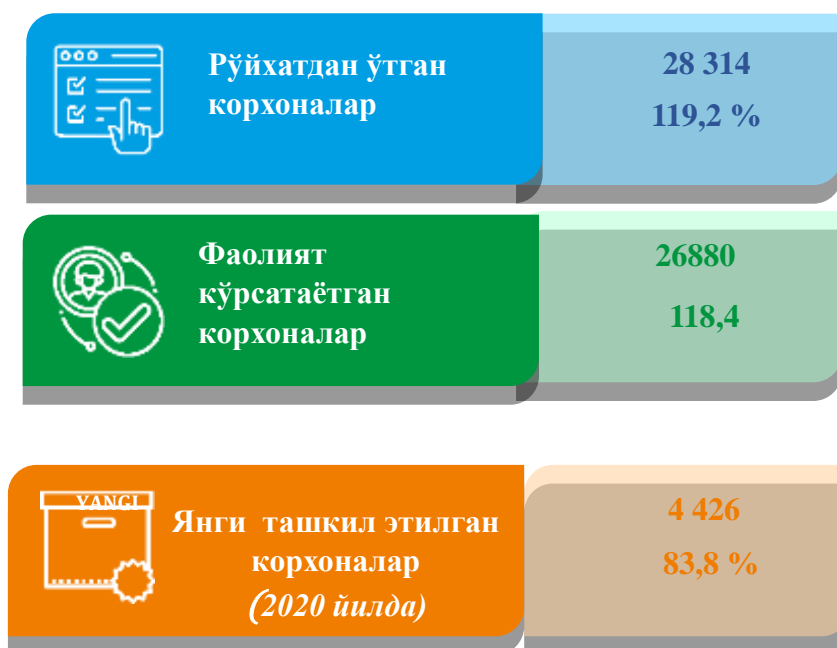 Рўйхатдан ўтган
корхоналар
28 314
119,2 %
Фаолият
кўрсатаётган
корхоналар
26880
118,4
YANGI
Янги ташкил этилган
корхоналар
(2020 йилда)
4 426
83,8 %